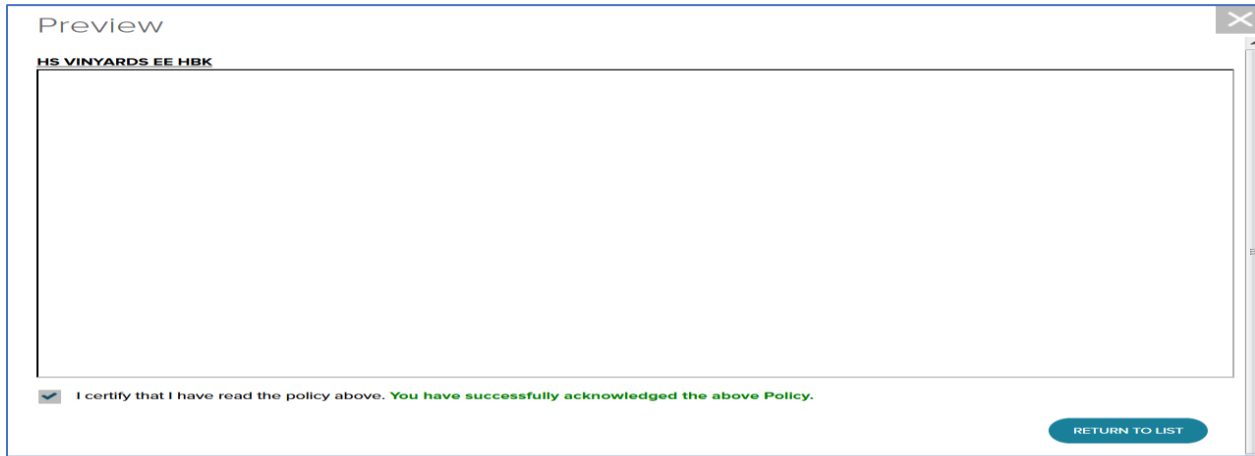 Preview
HS VINYARDS EE HBK
I certify that I have read the policy above. You have successfully acknowledged the above Policy.
RETURN TO LIST